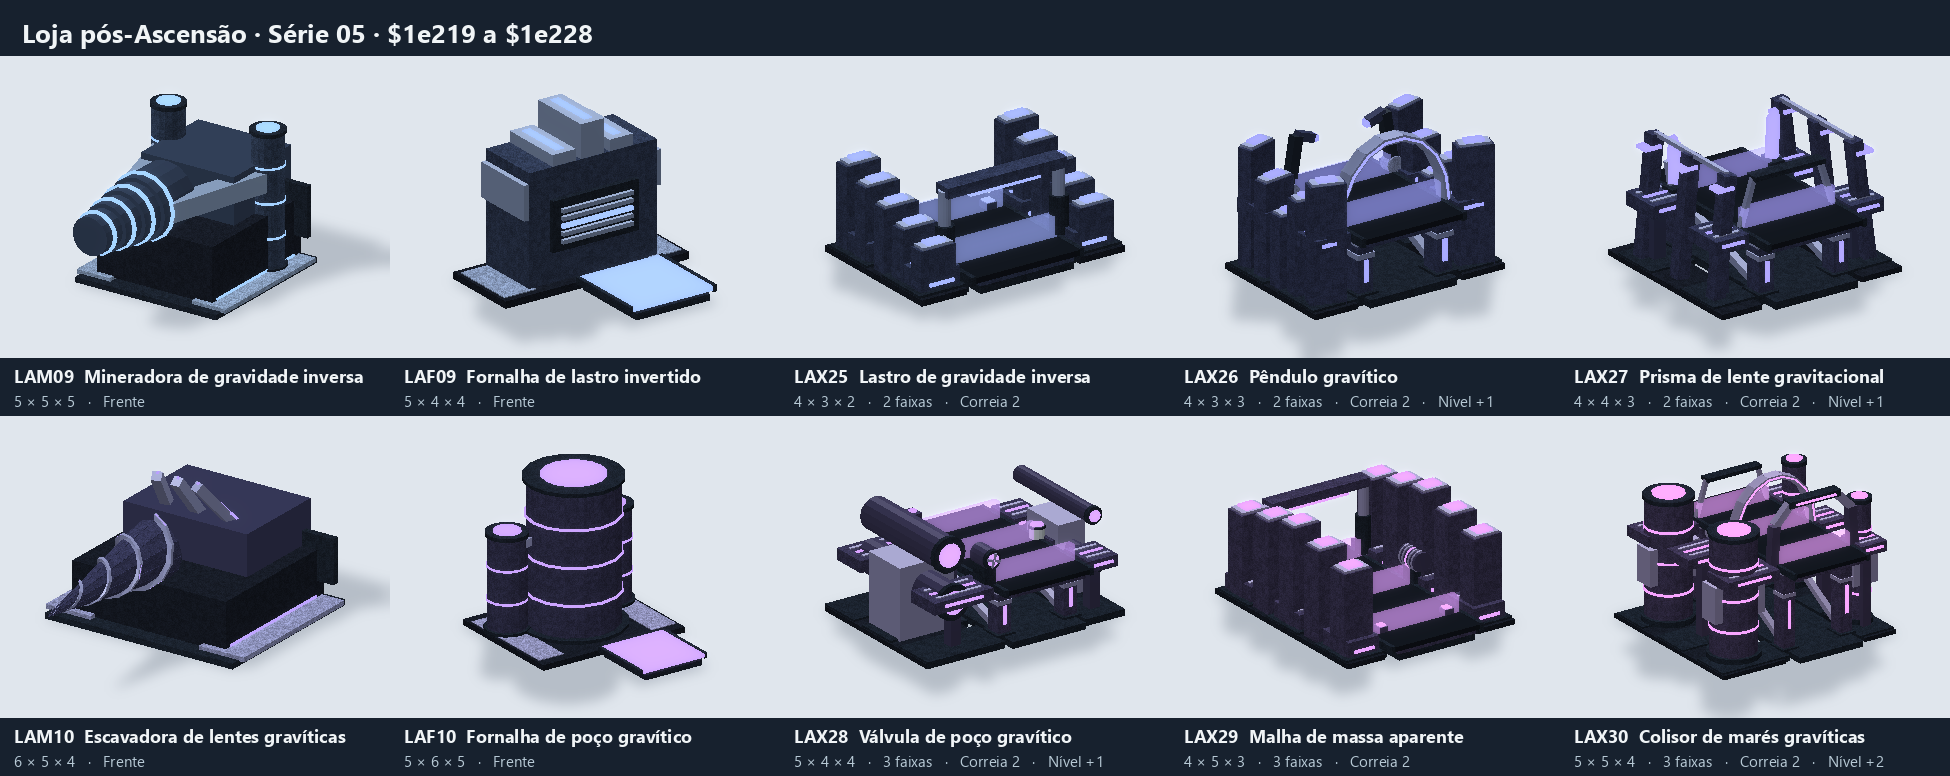 Loja pós-Ascensão · Série 05 · $1e219 a $1e228
LAM09 Mineradora de gravidade inversa
5 × 5 × 5 · Frente
LAF09 Fornalha de lastro invertido
5 × 4 × 4 · Frente
LAX25 Lastro de gravidade inversa
4 × 3 × 2 · 2 faixas · Correia 2
LAX26 Pêndulo gravítico
4 × 3 × 3 · 2 faixas · Correia 2 · Nível +1
LAX27 Prisma de lente gravitacional
4 × 4 × 3 · 2 faixas · Correia 2 · Nível +1
LAM10 Escavadora de lentes gravíticas
6 × 5 × 4 · Frente
LAF10 Fornalha de poço gravítico
5 × 6 × 5 · Frente
LAX28 Válvula de poço gravítico
5 × 4 × 4 · 3 faixas · Correia 2 · Nível +1
LAX29 Malha de massa aparente
4 × 5 × 3 · 3 faixas · Correia 2
LAX30 Colisor de marés gravíticas
5 × 5 × 4 · 3 faixas · Correia 2 · Nível +2